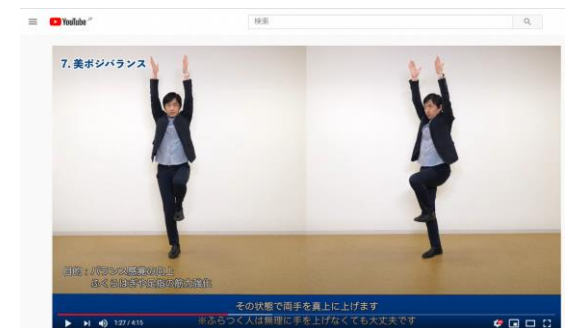 YouTube JP
検索
7. 美ポジバランス
目的：バランス感覚の向上
ふくらはぎや足指の筋力強化
その状態で両手を真上に上げます
※ふらつく人は無理に手を上げなくても大丈夫です
1:27 / 4:15